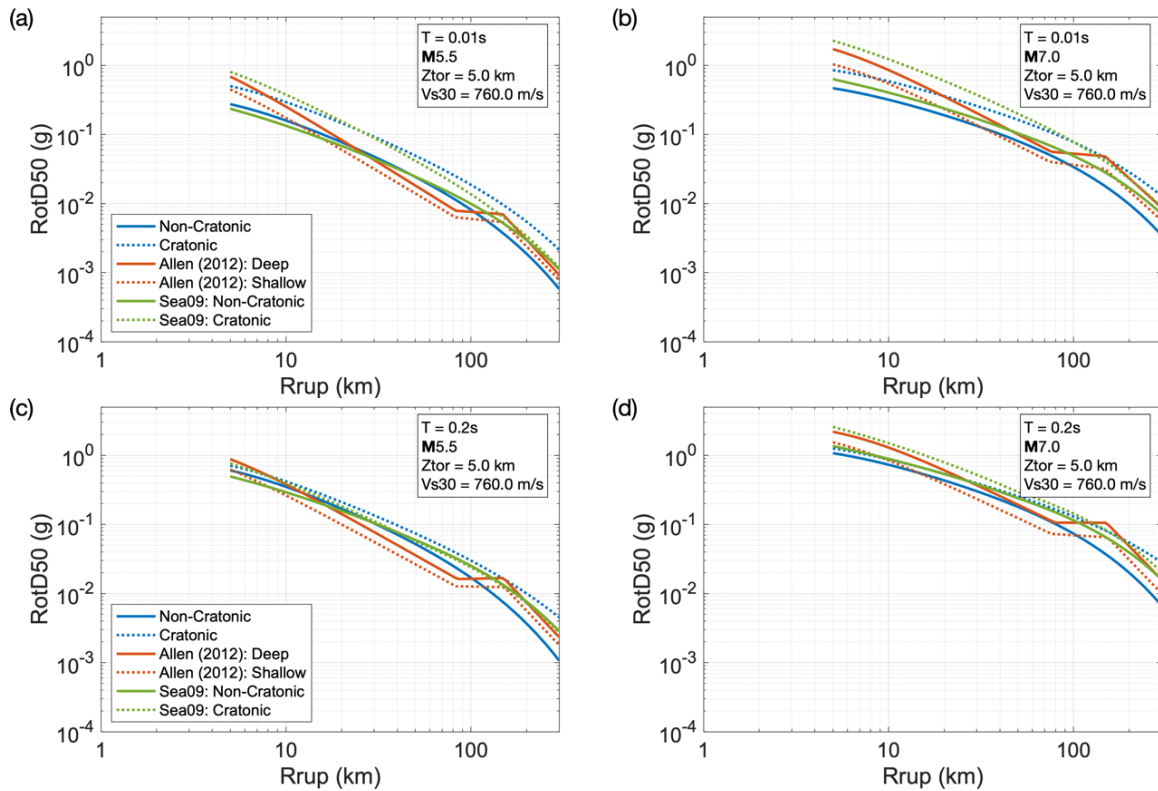 (a)
T = 0.01s
M5.5
Ztor = 5.0 km
Vs30 = 760.0 m/s
RotD50 (g)
10^0
10^-1
10^-2
10^-3
10^-4
Non-Cratonic
Cratonic
Allen (2012): Deep
Allen (2012): Shallow
Sea09: Non-Cratonic
Sea09: Cratonic
1 10 100
Rrup (km)
(b)
T = 0.01s
M7.0
Ztor = 5.0 km
Vs30 = 760.0 m/s
RotD50 (g)
10^0
10^-1
10^-2
10^-3
10^-4
1 10 100
Rrup (km)
(c)
T = 0.2s
M5.5
Ztor = 5.0 km
Vs30 = 760.0 m/s
RotD50 (g)
10^0
10^-1
10^-2
10^-3
10^-4
Non-Cratonic
Cratonic
Allen (2012): Deep
Allen (2012): Shallow
Sea09: Non-Cratonic
Sea09: Cratonic
1 10 100
Rrup (km)
(d)
T = 0.2s
M7.0
Ztor = 5.0 km
Vs30 = 760.0 m/s
RotD50 (g)
10^0
10^-1
10^-2
10^-3
10^-4
1 10 100
Rrup (km)